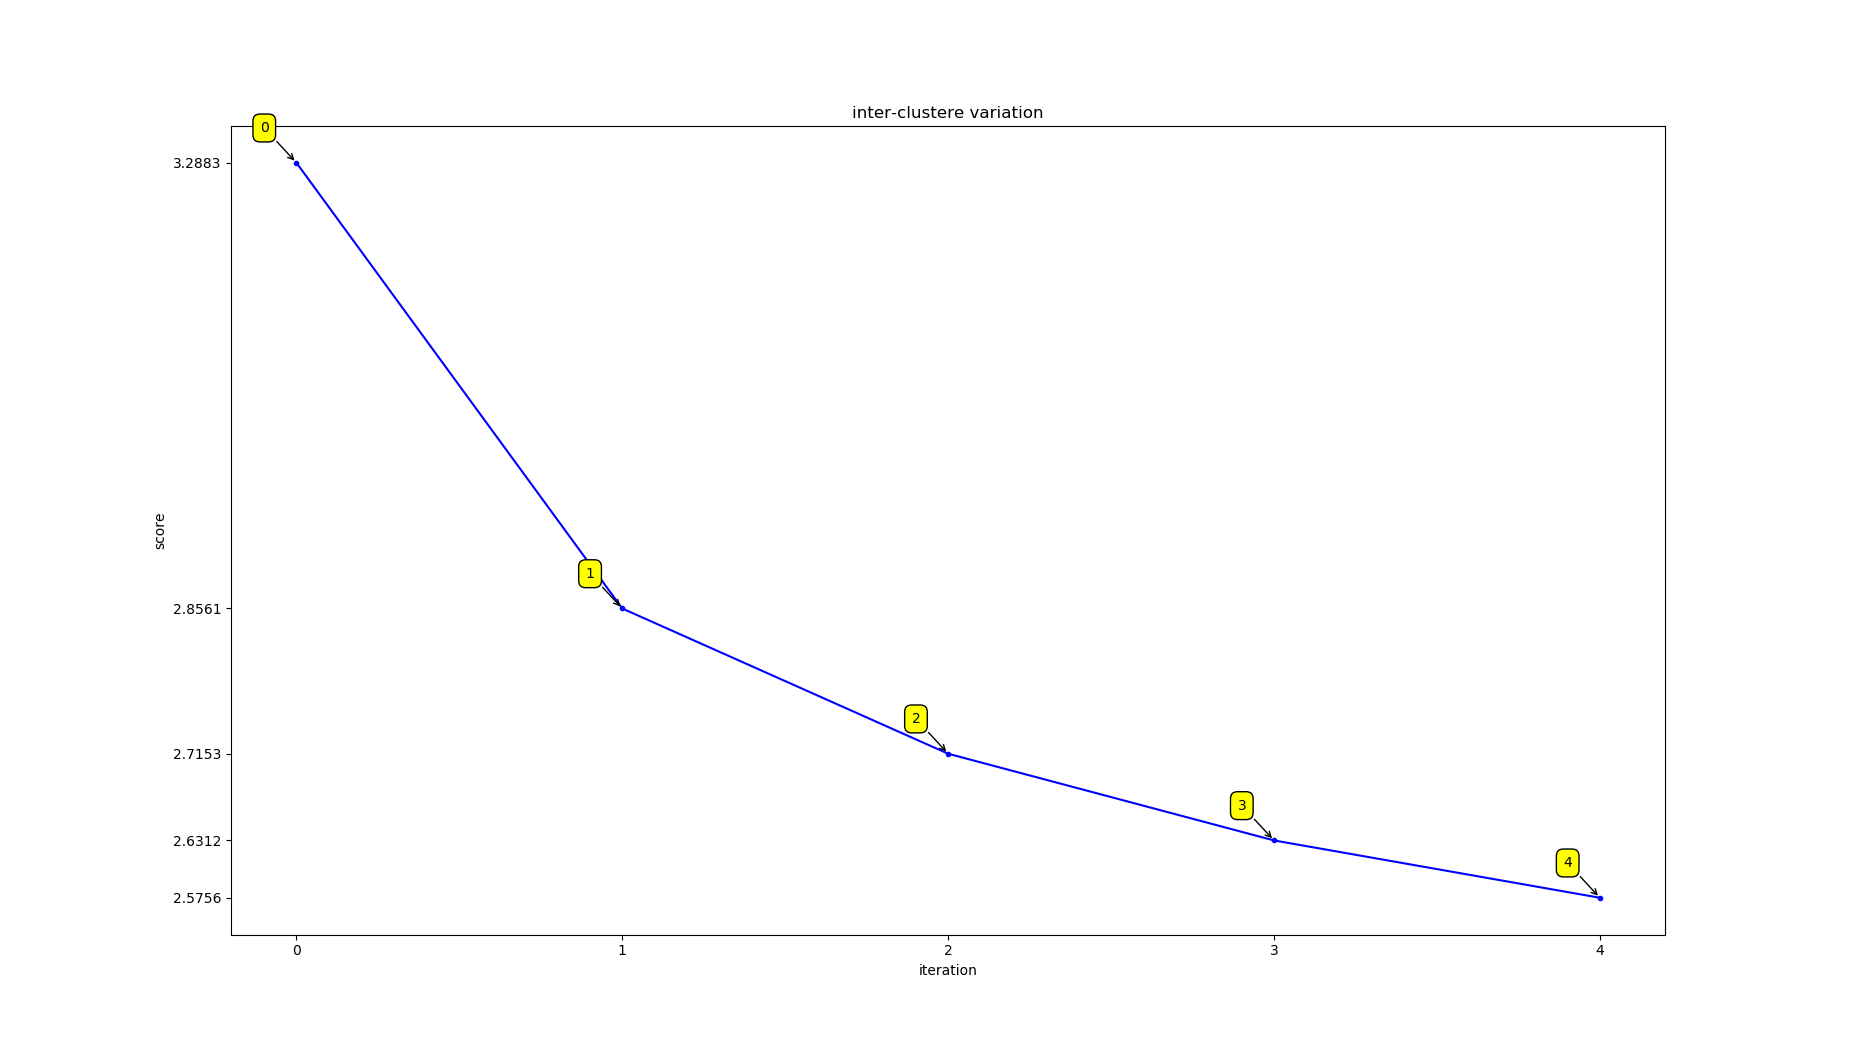 inter-clustere variation
0
3.2883
score
1
2.8561
2
2.7153
3
2.6312
4
2.5756
0 1 2 3 4
iteration